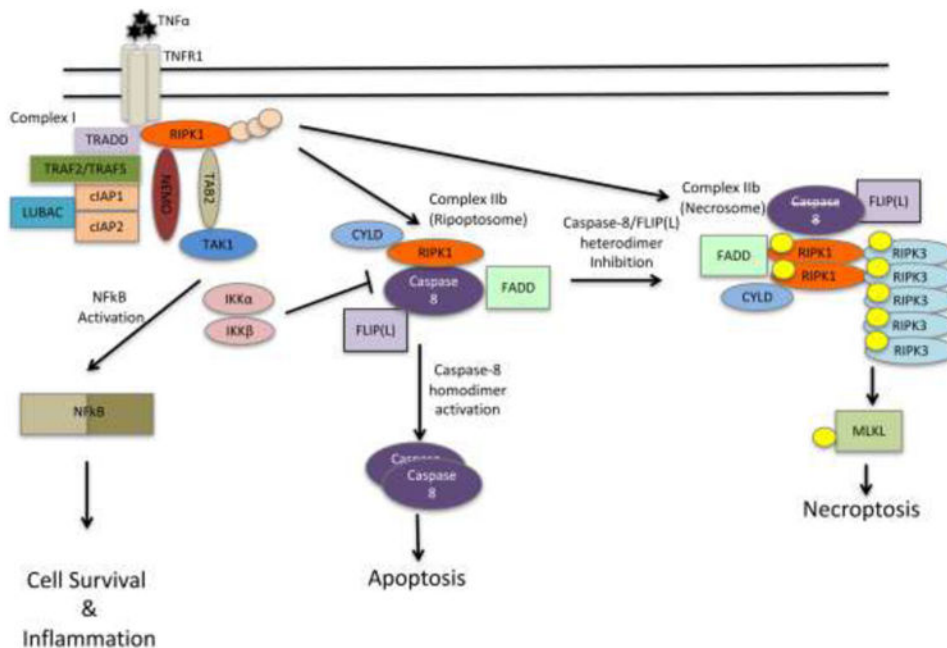 TNFα
TNFR1
Complex I
TRADD
RIPK1
TRAF2/TRAF5
cIAP1
LUBAC
cIAP2
NEMO
TAB2
TAK1
NFkB
Activation
IKKα
IKKβ
NFkB
Cell Survival
&
Inflammation
Complex IIb
(Ripoptosome)
CYLD
RIPK1
Caspase
8
FADD
FLIP(L)
Caspase-8
homodimer
activation
Caspase
Caspase
8
Apoptosis
Caspase-8/FLIP(L)
heterodimer
Inhibition
Complex IIb
(Necrosome)
Caspase
8
FLIP(L)
FADD
RIPK1
RIPK1
CYLD
RIPK3
RIPK3
RIPK3
RIPK3
RIPK3
MLKL
Necroptosis